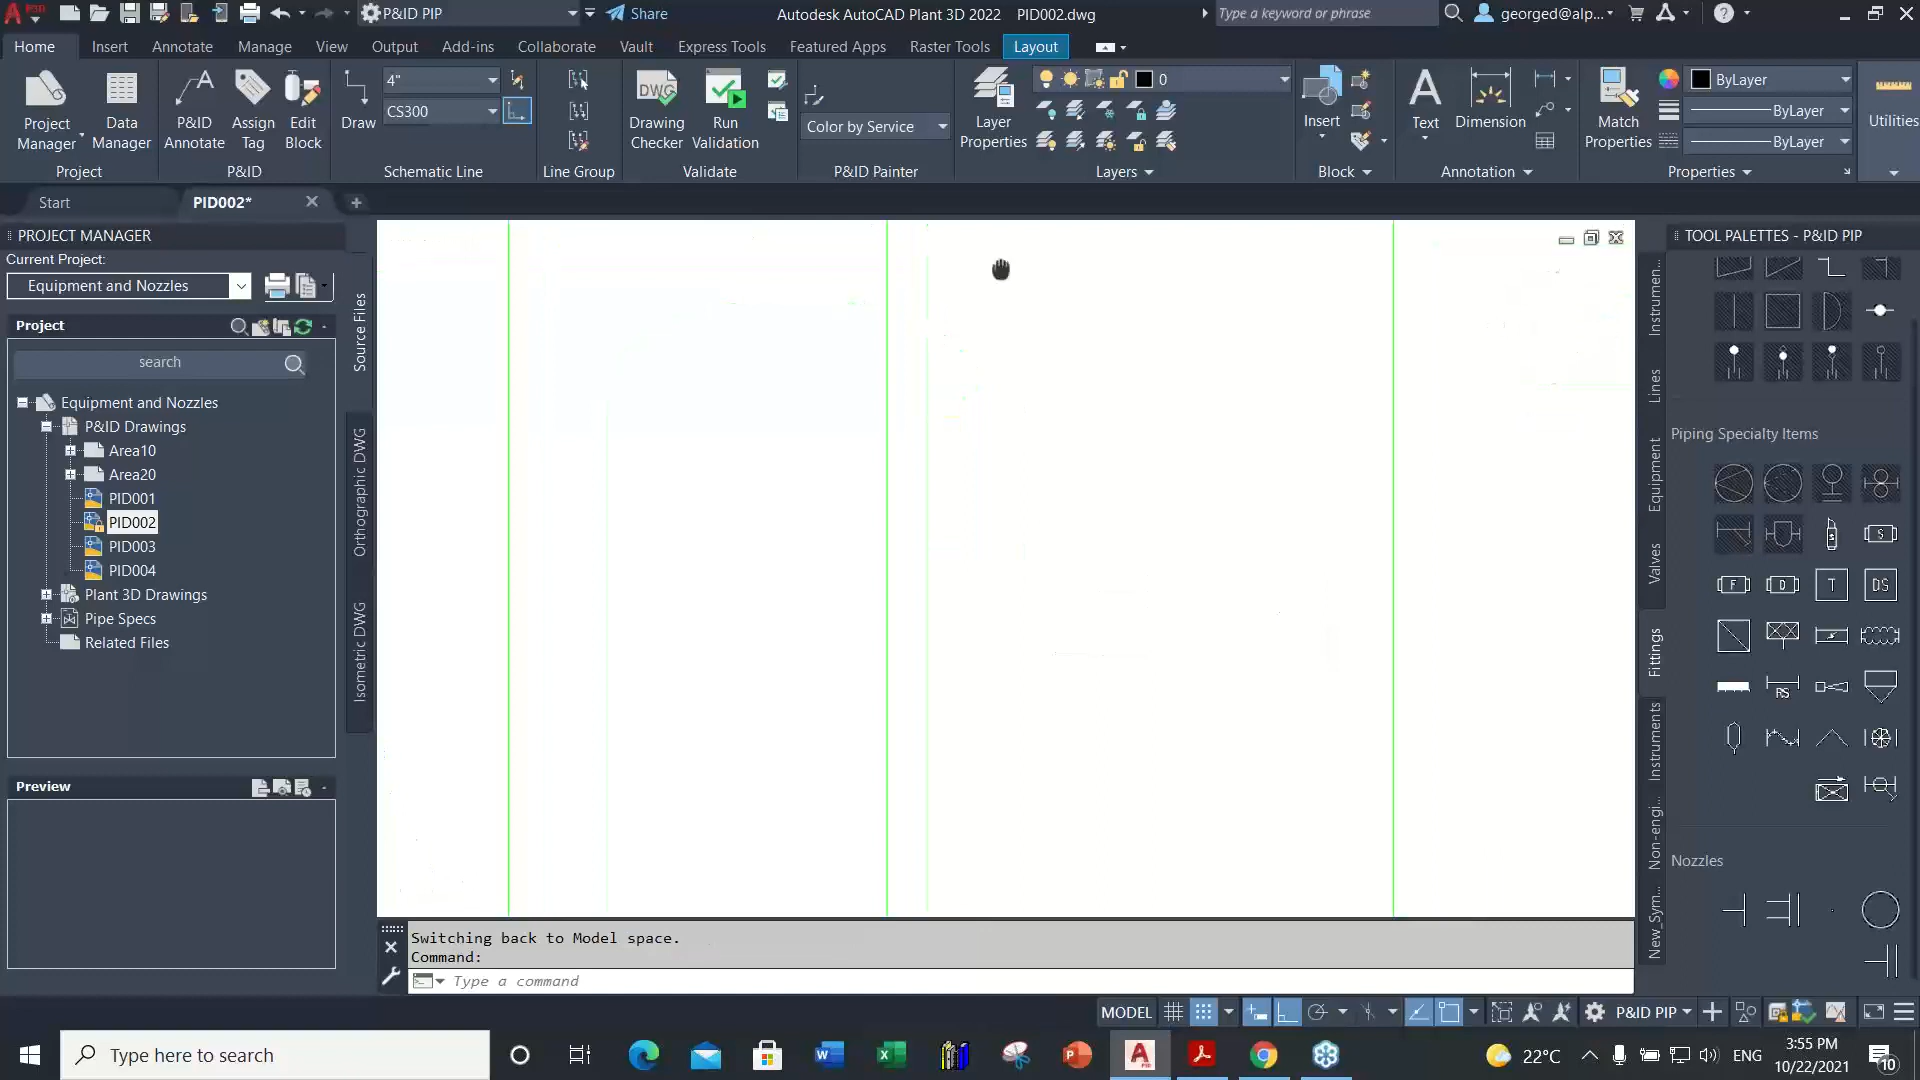 P&ID PIP
Share
Autodesk AutoCAD Plant 3D 2022 PID002.dwg
Type a keyword or phrase
georged@alp...
Home Insert Annotate Manage View Output Add-ins Collaborate Vault Express Tools Featured Apps Raster Tools Layout
Project Manager
Data Manager
Project
P&ID Annotate
Assign Tag
Edit Block
P&ID
Draw
4"
CS300
Schematic Line
Line Group
Drawing Checker
Run Validation
Validate
Color by Service
P&ID Painter
Layer Properties
0
Layers
Insert
Block
Text
Dimension
Annotation
Match Properties
ByLayer
ByLayer
ByLayer
Properties
Utilities
Start
PID002*
PROJECT MANAGER
Current Project:
Equipment and Nozzles
Project
search
Equipment and Nozzles
P&ID Drawings
Area10
Area20
PID001
PID002
PID003
PID004
Plant 3D Drawings
Pipe Specs
Related Files
Preview
Source Files
Orthographic DWG
Isometric DWG
Switching back to Model space.
Command:
Type a command
TOOL PALETTES - P&ID PIP
Instrumen...
Lines
Equipment
Valves
Fittings
Instruments
Non-engi...
New_Sym...
Piping Specialty Items
S
F
D
T
DS
RS
Nozzles
MODEL
P&ID PIP
Type here to search
22°C
ENG
3:55 PM
10/22/2021
10